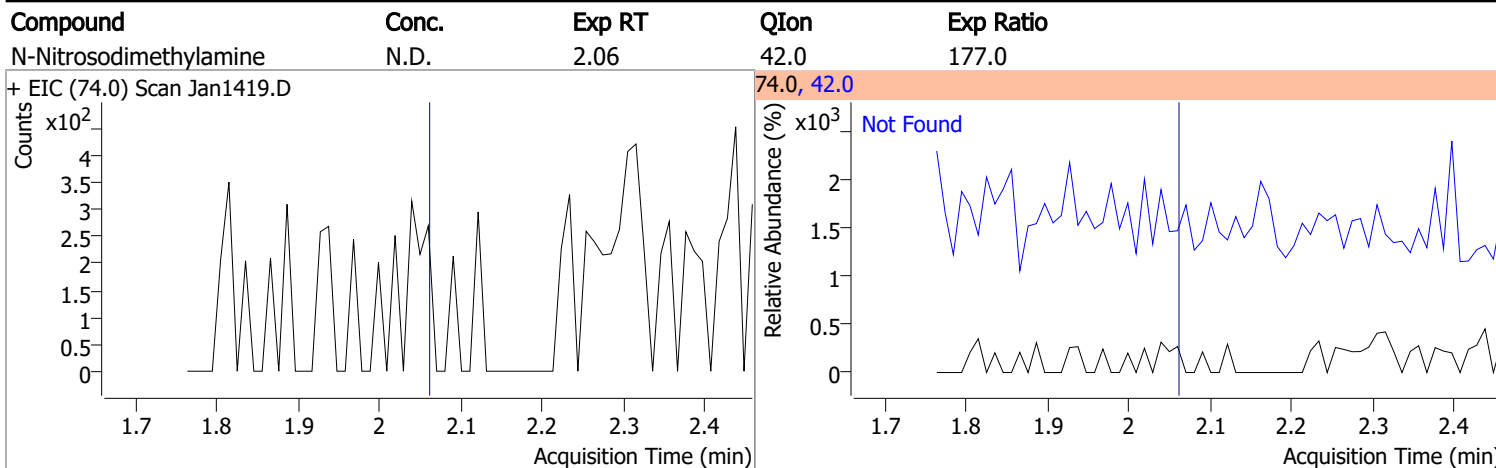 Compound Conc. Exp RT QIon Exp Ratio
N-Nitrosodimethylamine N.D. 2.06 42.0 177.0
+ EIC (74.0) Scan Jan1419.D
Counts
x10²
4
3.5
3
2.5
2
1.5
1
0.5
0
1.7 1.8 1.9 2 2.1 2.2 2.3 2.4
Acquisition Time (min)
74.0, 42.0
Relative Abundance (%)
x10³
Not Found
2
1.5
1
0.5
0
1.7 1.8 1.9 2 2.1 2.2 2.3 2.4
Acquisition Time (min)